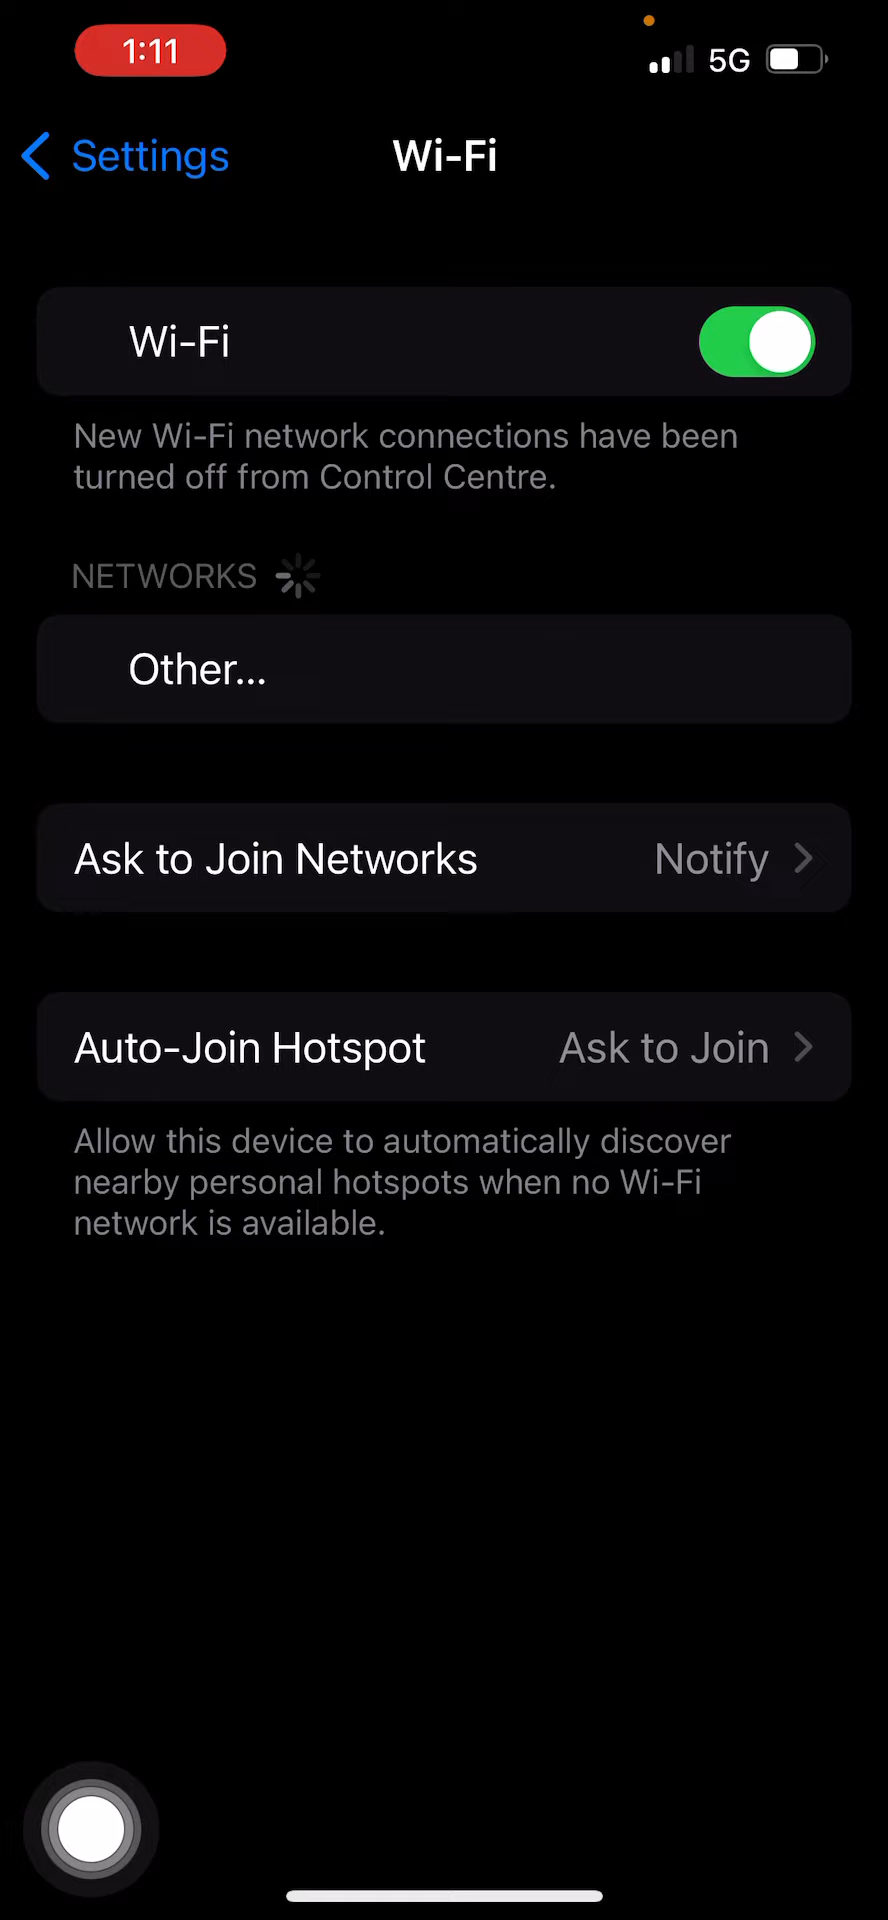 1:11
5G
Settings
Wi-Fi
Wi-Fi
New Wi-Fi network connections have been
turned off from Control Centre.
NETWORKS
Other...
Ask to Join Networks Notify
Auto-Join Hotspot Ask to Join
Allow this device to automatically discover
nearby personal hotspots when no Wi-Fi
network is available.